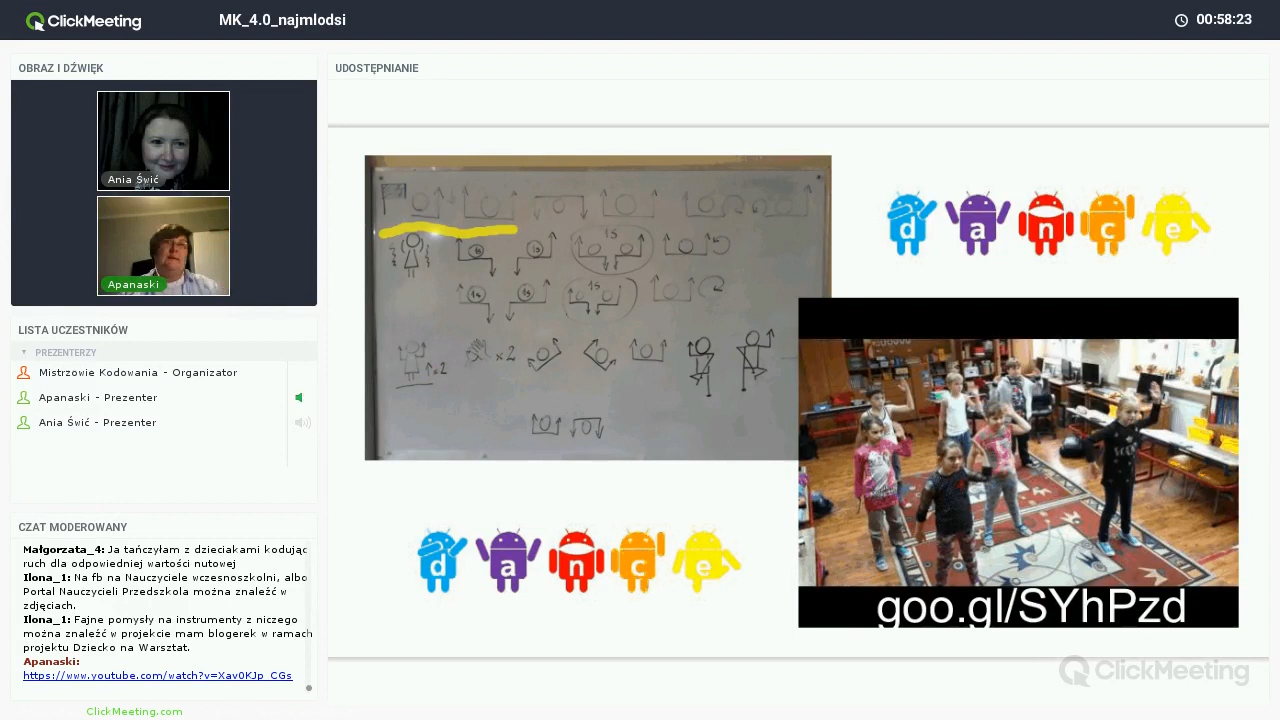 ClickMeeting
MK_4.0_najmlodsi
00:58:23
OBRAZ I DŹWIĘK
Ania Świć
Apanaski
LISTA UCZESTNIKÓW
PREZENTERZY
Mistrzowie Kodowania - Organizator
Apanaski - Prezenter
Ania Świć - Prezenter
CZAT MODEROWANY
Małgorzata_4: Ja tańczyłam z dzieciakami kodując
ruch dla odpowiedniej wartości nutowej
Ilona_1: Na fb na Nauczyciele wczesnoszkolni, albo
Portal Nauczycieli Przedszkola można znaleźć w
zdjęciach.
Ilona_1: Fajne pomysły na instrumenty z niczego
można znaleźć w projekcie mam blogerek w ramach
projektu Dziecko na Warsztat.
Apanaski:
https://www.youtube.com/watch?v=Xav0KJp_CGs
ClickMeeting.com
UDOSTĘPNIANIE
dance
x2
x2
dance
goo.gl/SYhPzd
ClickMeeting